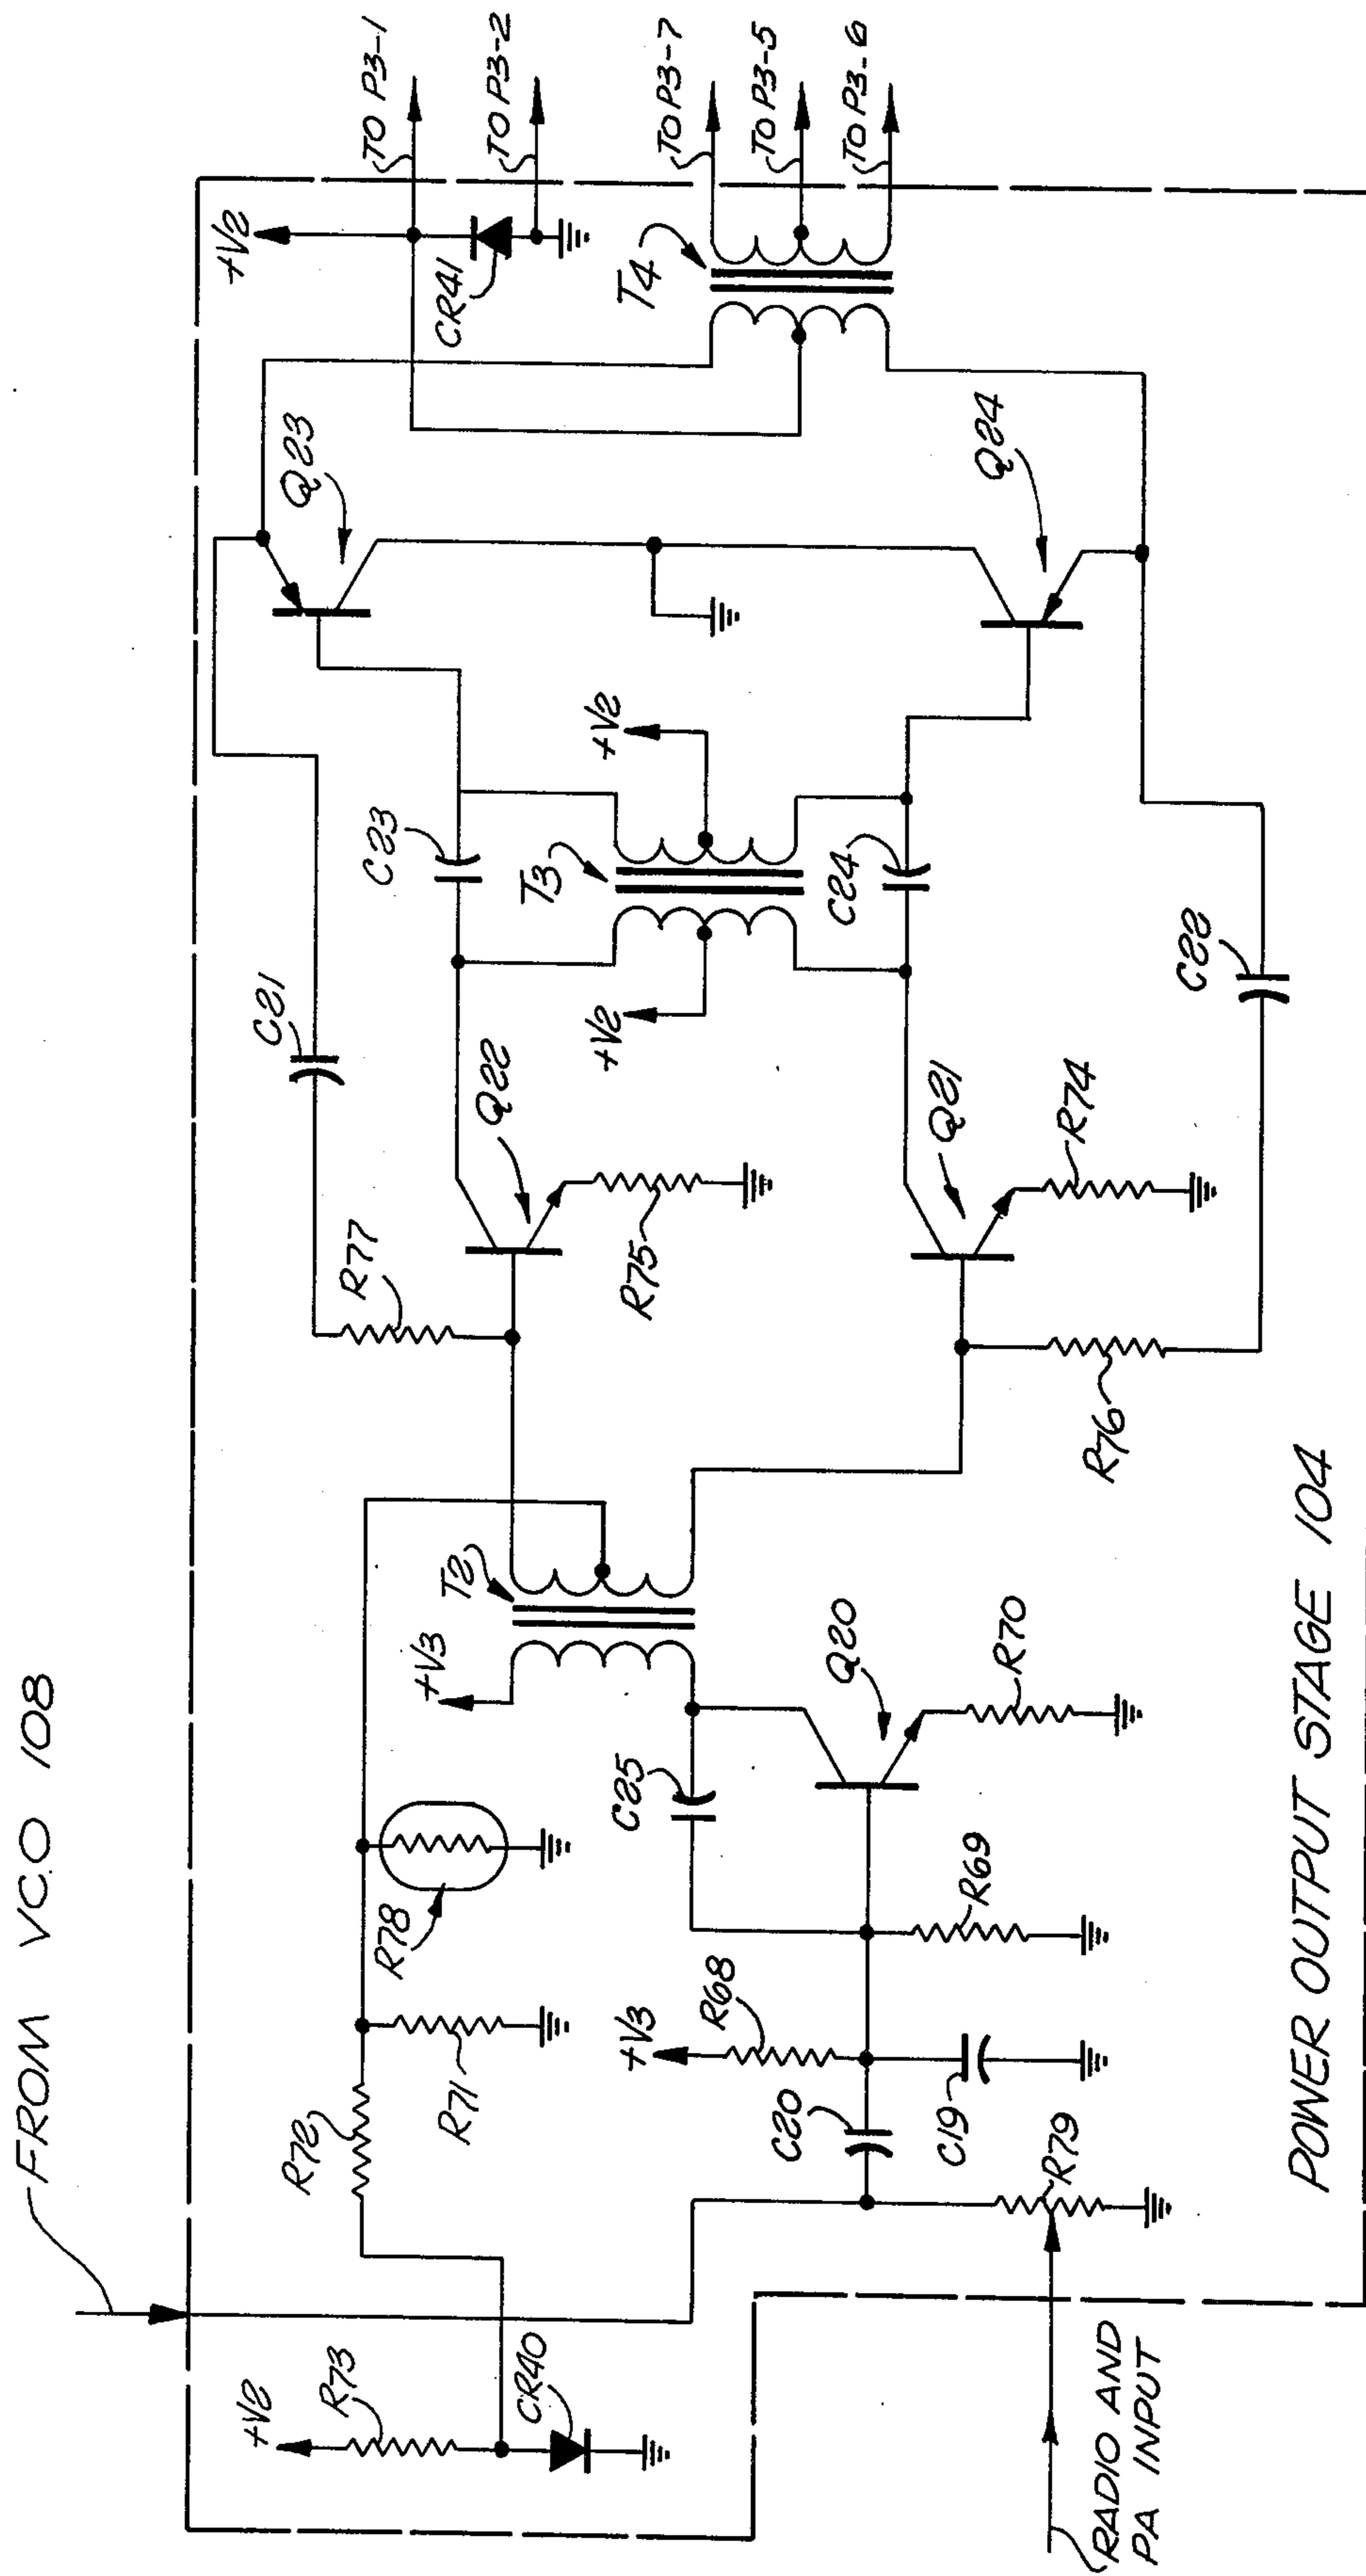 FROM V.C.O 108
+V2
R73
CR40
R72
R71
R78
+V3
T2
+V3
R68
C20
C19
R79
R69
C25
Q20
R70
RADIO AND
PA INPUT
R77
C21
Q22
R75
Q21
R74
R76
C22
C23
T3
+V2
+V2
C24
Q23
Q24
+V2
CR41
T4
TO P3-1
TO P3-2
TO P3-7
TO P3-5
TO P3-6
POWER OUTPUT STAGE 104